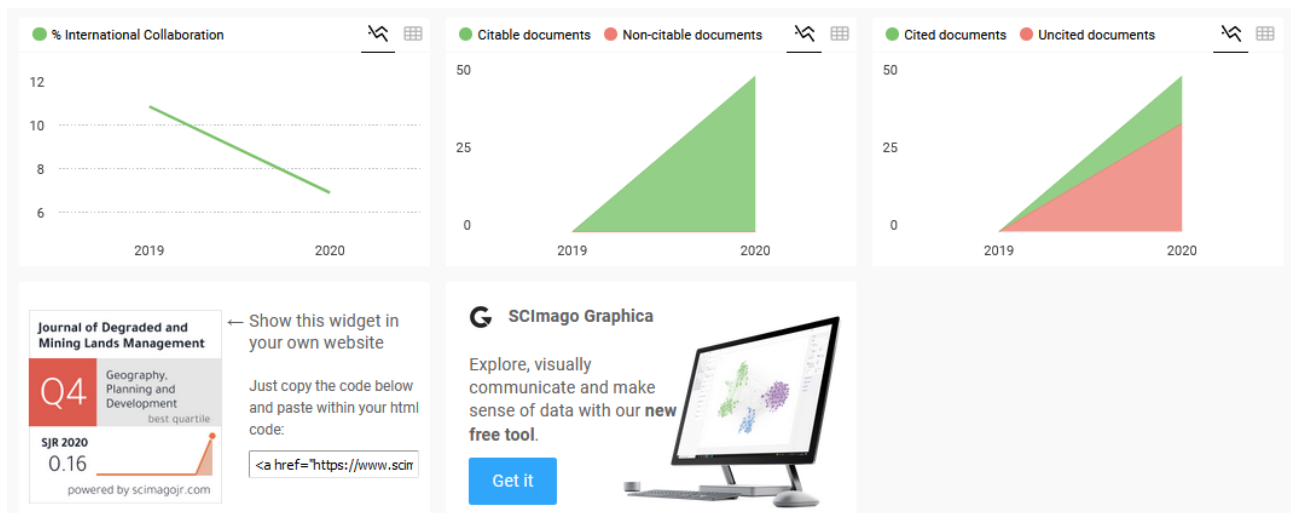 % International Collaboration
12
10
8
6
2019 2020
Citable documents Non-citable documents
50
25
0
2019 2020
Cited documents Uncited documents
50
25
0
2019 2020
Journal of Degraded and
Mining Lands Management
Q4
Geography,
Planning and
Development
best quartile
SJR 2020
0.16
powered by scimagojr.com
← Show this widget in
your own website
Just copy the code below
and paste within your html
code:
<a href="https://www.scim
SCImago Graphica
Explore, visually
communicate and make
sense of data with our new
free tool.
Get it